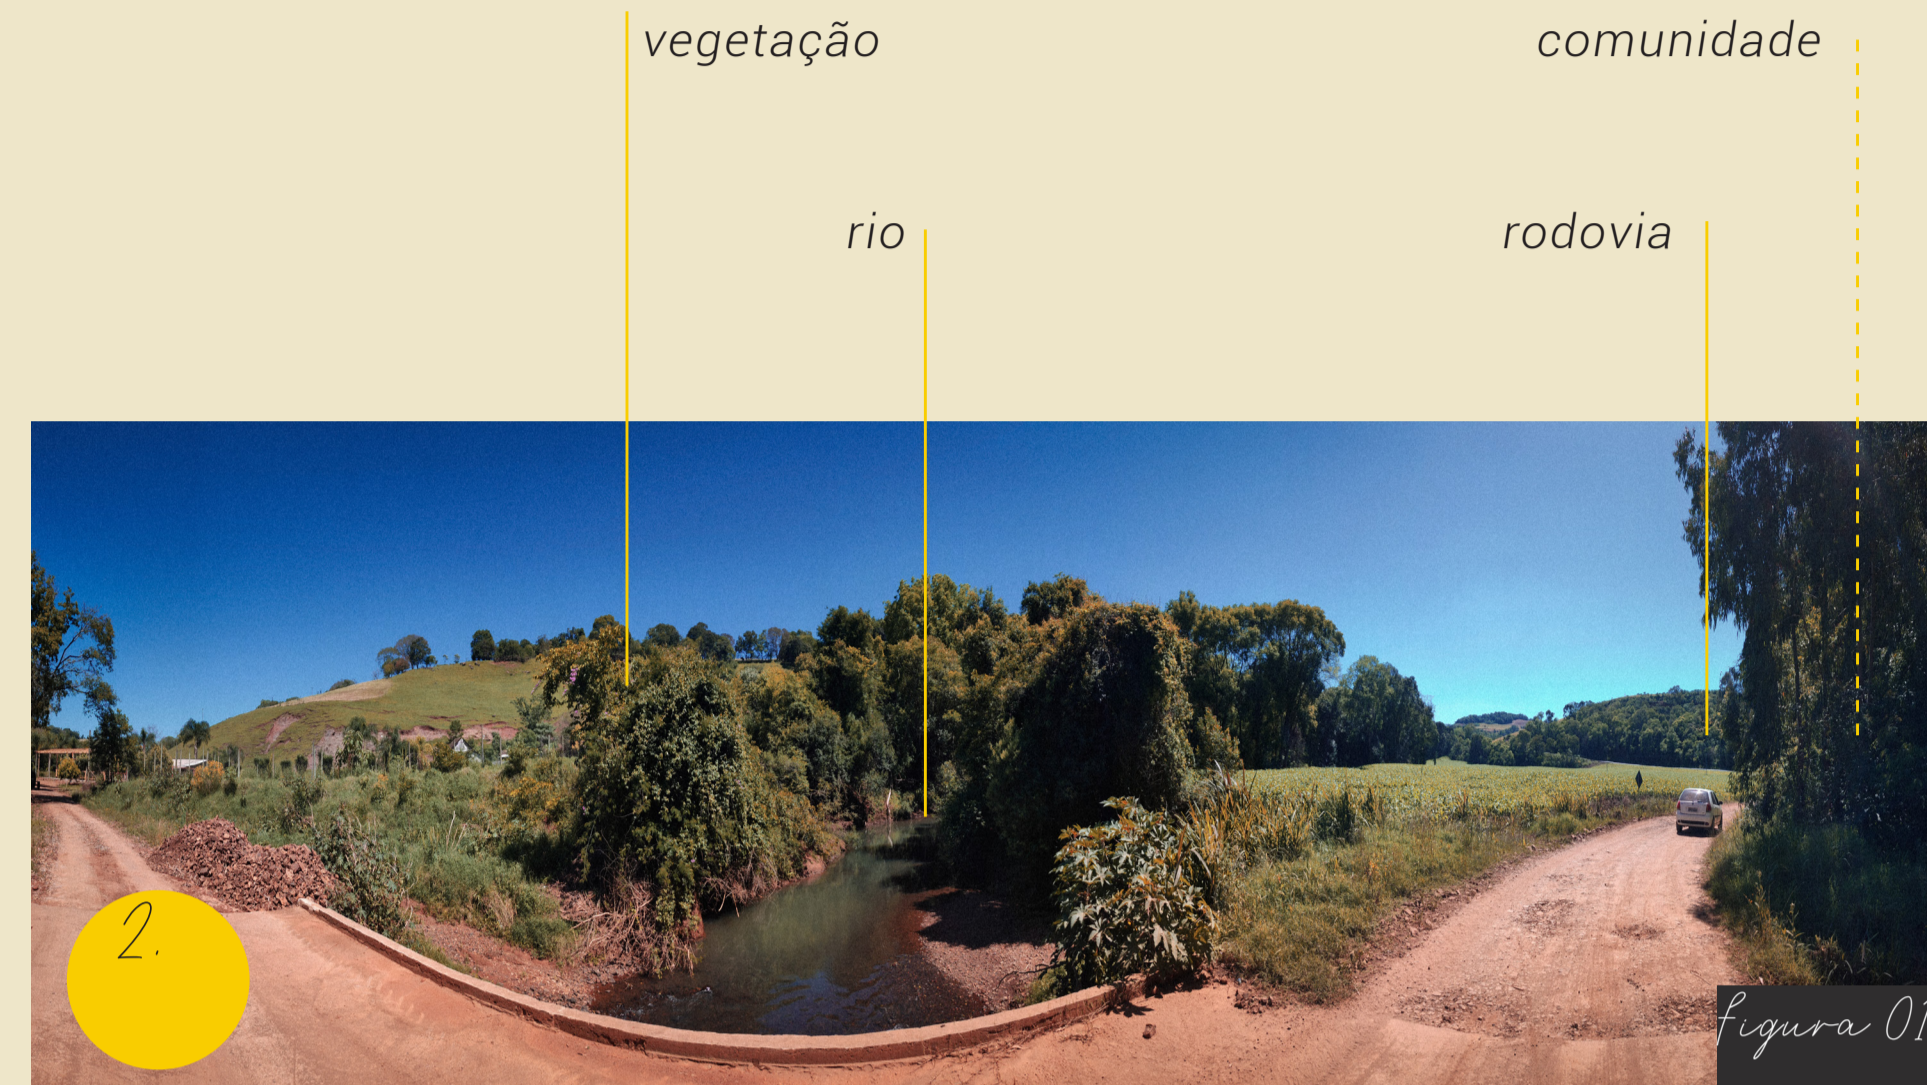 vegetação
comunidade
rio
rodovia
2.
figura 01